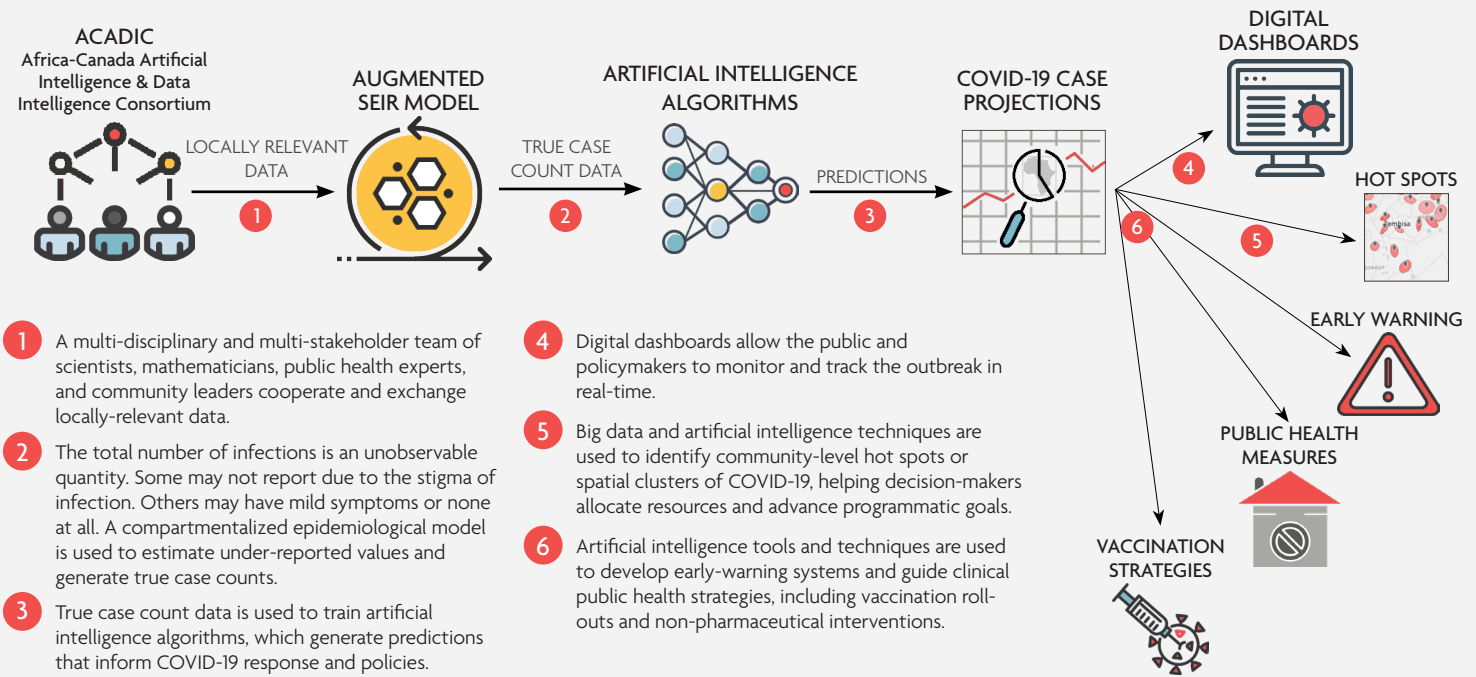 ACADIC
Africa-Canada Artificial
Intelligence & Data
Intelligence Consortium
LOCALLY RELEVANT
DATA
1
AUGMENTED
SEIR MODEL
TRUE CASE
COUNT DATA
2
ARTIFICIAL INTELLIGENCE
ALGORITHMS
PREDICTIONS
3
COVID-19 CASE
PROJECTIONS
4
5
6
DIGITAL
DASHBOARDS
HOT SPOTS
EARLY WARNING
PUBLIC HEALTH
MEASURES
VACCINATION
STRATEGIES
1
A multi-disciplinary and multi-stakeholder team of
scientists, mathematicians, public health experts,
and community leaders cooperate and exchange
locally-relevant data.
2
The total number of infections is an unobservable
quantity. Some may not report due to the stigma of
infection. Others may have mild symptoms or none
at all. A compartmentalized epidemiological model
is used to estimate under-reported values and
generate true case counts.
3
True case count data is used to train artificial
intelligence algorithms, which generate predictions
that inform COVID-19 response and policies.
4
Digital dashboards allow the public and
policymakers to monitor and track the outbreak in
real-time.
5
Big data and artificial intelligence techniques are
used to identify community-level hot spots or
spatial clusters of COVID-19, helping decision-makers
allocate resources and advance programmatic goals.
6
Artificial intelligence tools and techniques are used
to develop early-warning systems and guide clinical
public health strategies, including vaccination roll-
outs and non-pharmaceutical interventions.